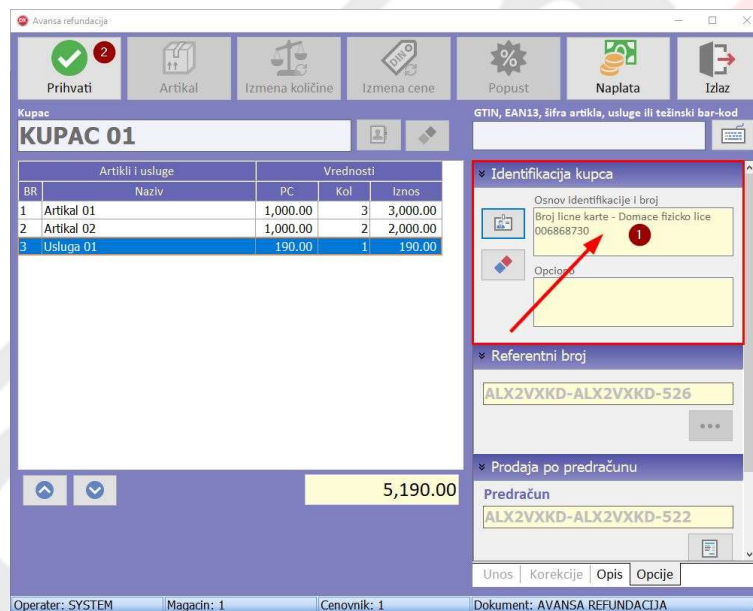 Avansa refundacija
2
Prihvati
Artikal
Izmena količine
DIN
Izmena cene
Popust
Naplata
Izlaz
Kupac
KUPAC 01
GTIN, EAN13, šifra artikla, usluge ili težinski bar-kod
Artikli i usluge Vrednosti
BR Naziv PC Kol Iznos
1 Artikal 01 1,000.00 3 3,000.00
2 Artikal 02 1,000.00 2 2,000.00
3 Usluga 01 190.00 1 190.00
5,190.00
Identifikacija kupca
Osnov identifikacije i broj
Broj licne karte - Domace fizicko lice
006868730
1
Opciono
Referentni broj
ALX2VXKD-ALX2VXKD-526
Prodaja po predračunu
Predračun
ALX2VXKD-ALX2VXKD-522
Unos Korekcije Opis Opcije
Operater: SYSTEM Magacin: 1 Cenovnik: 1 Dokument: AVANSA REFUNDACIJA